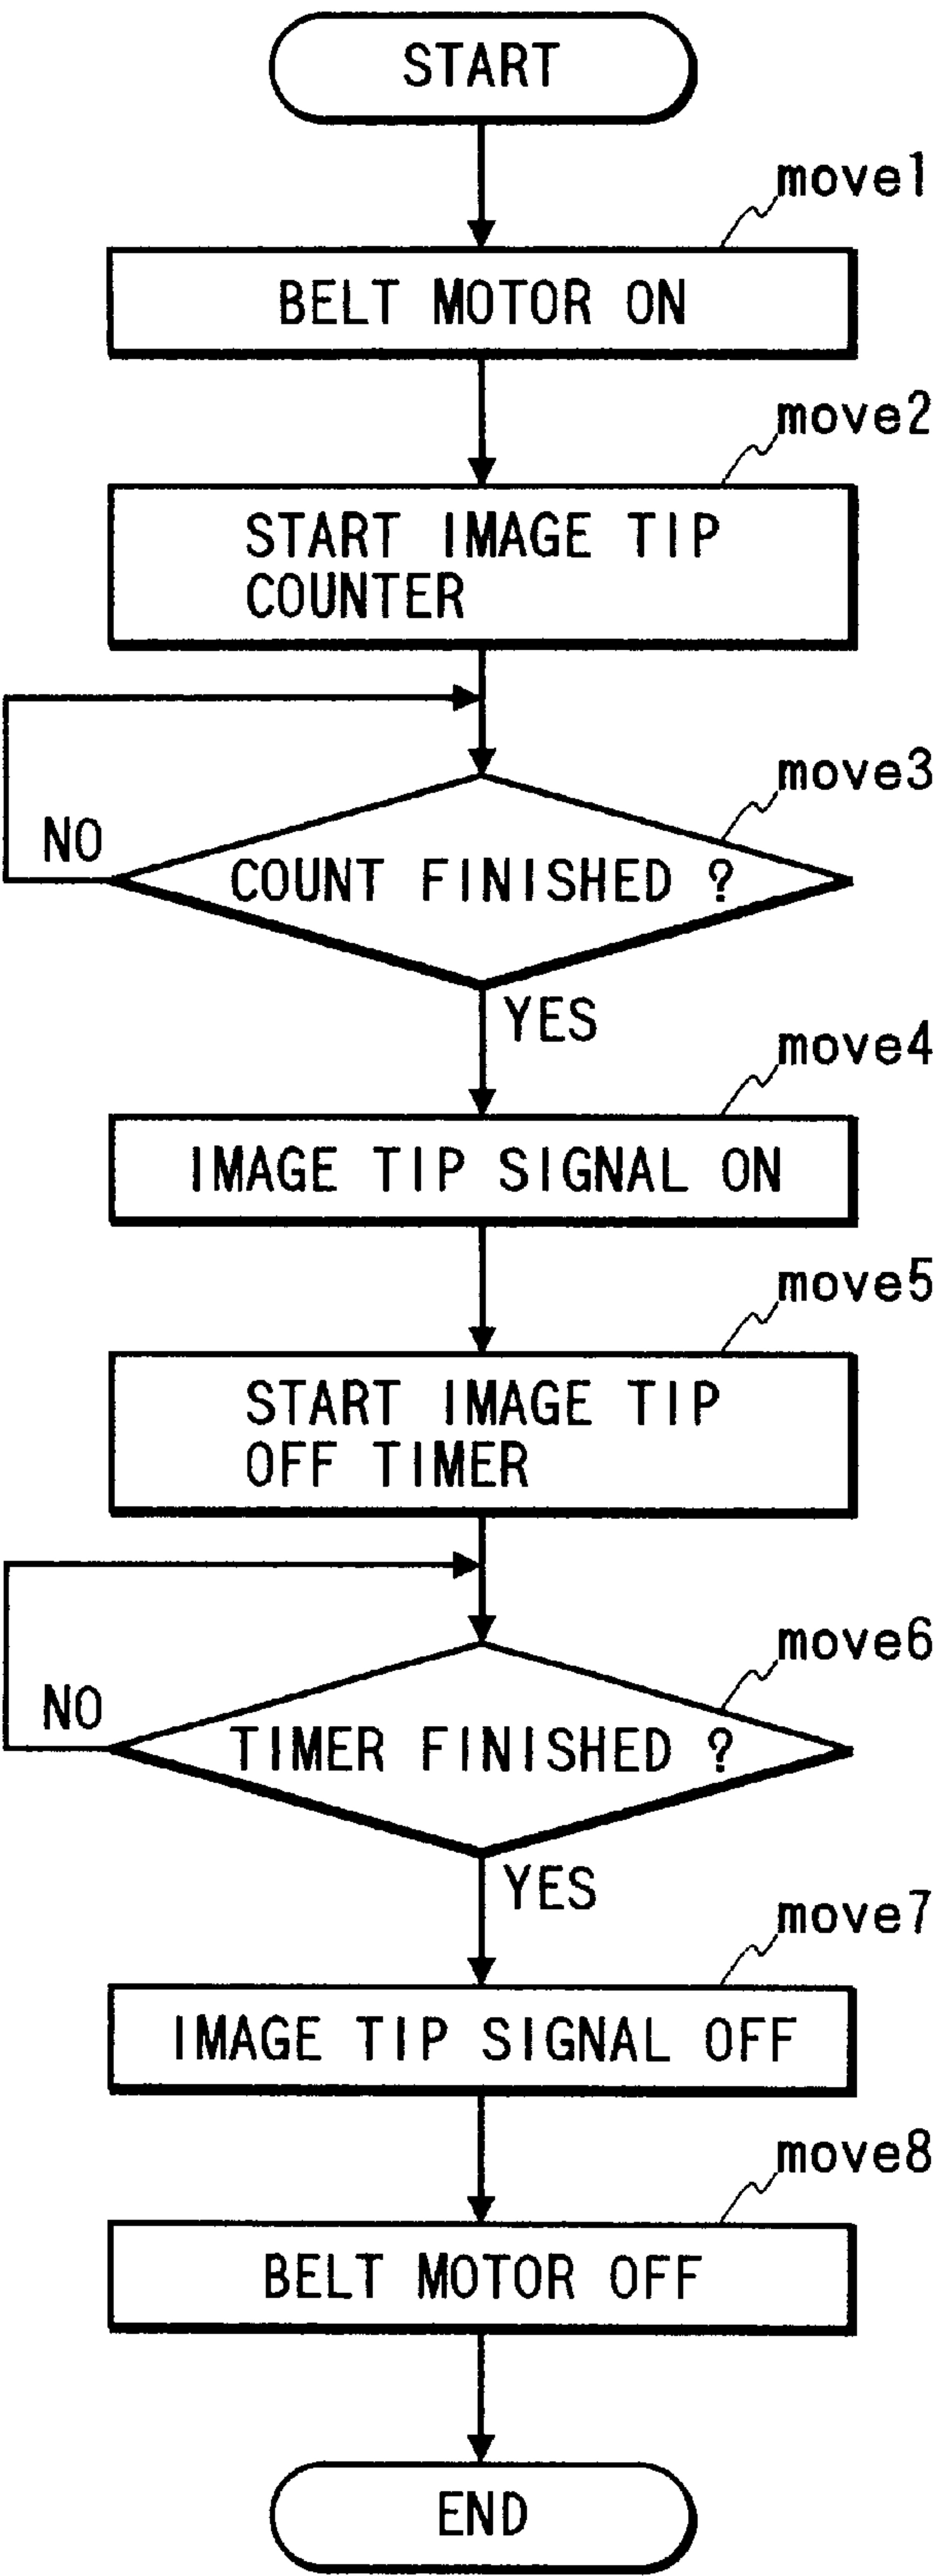 START
move1
BELT MOTOR ON
move2
START IMAGE TIP
COUNTER
move3
NO
COUNT FINISHED ?
YES
move4
IMAGE TIP SIGNAL ON
move5
START IMAGE TIP
OFF TIMER
move6
NO
TIMER FINISHED ?
YES
move7
IMAGE TIP SIGNAL OFF
move8
BELT MOTOR OFF
END